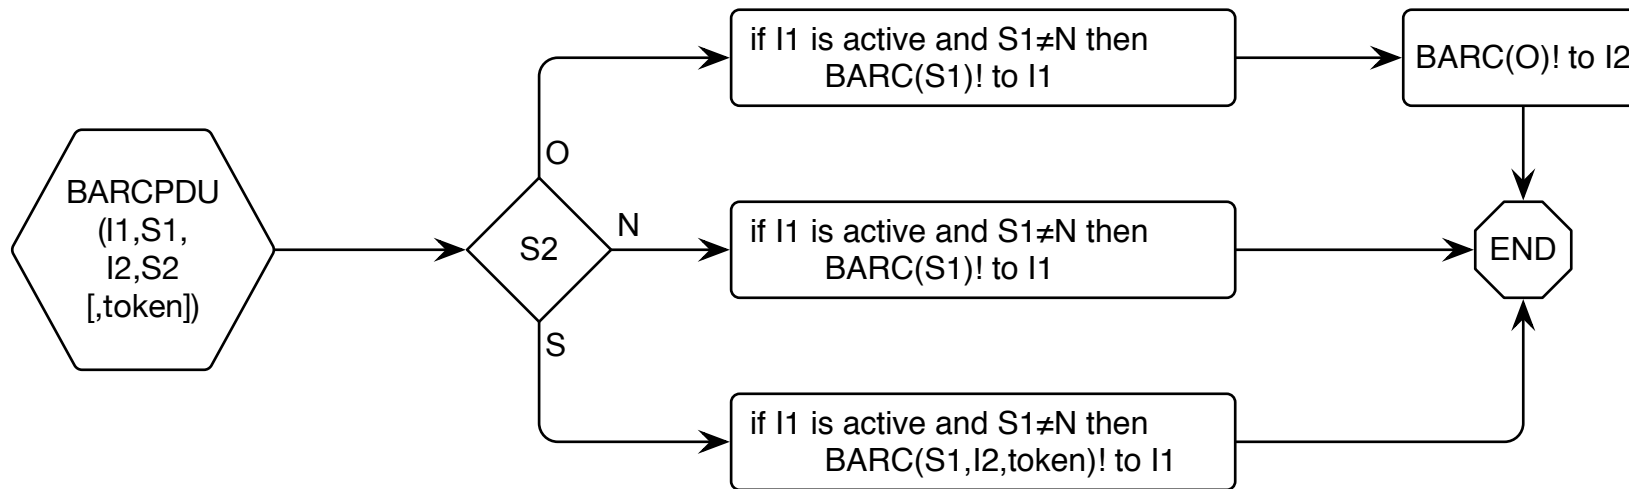 if I1 is active and S1≠N then
BARC(S1)! to I1
BARC(O)! to I2
O
BARCPDU
(I1,S1,
I2,S2
[,token])
S2
N
if I1 is active and S1≠N then
BARC(S1)! to I1
END
S
if I1 is active and S1≠N then
BARC(S1,I2,token)! to I1